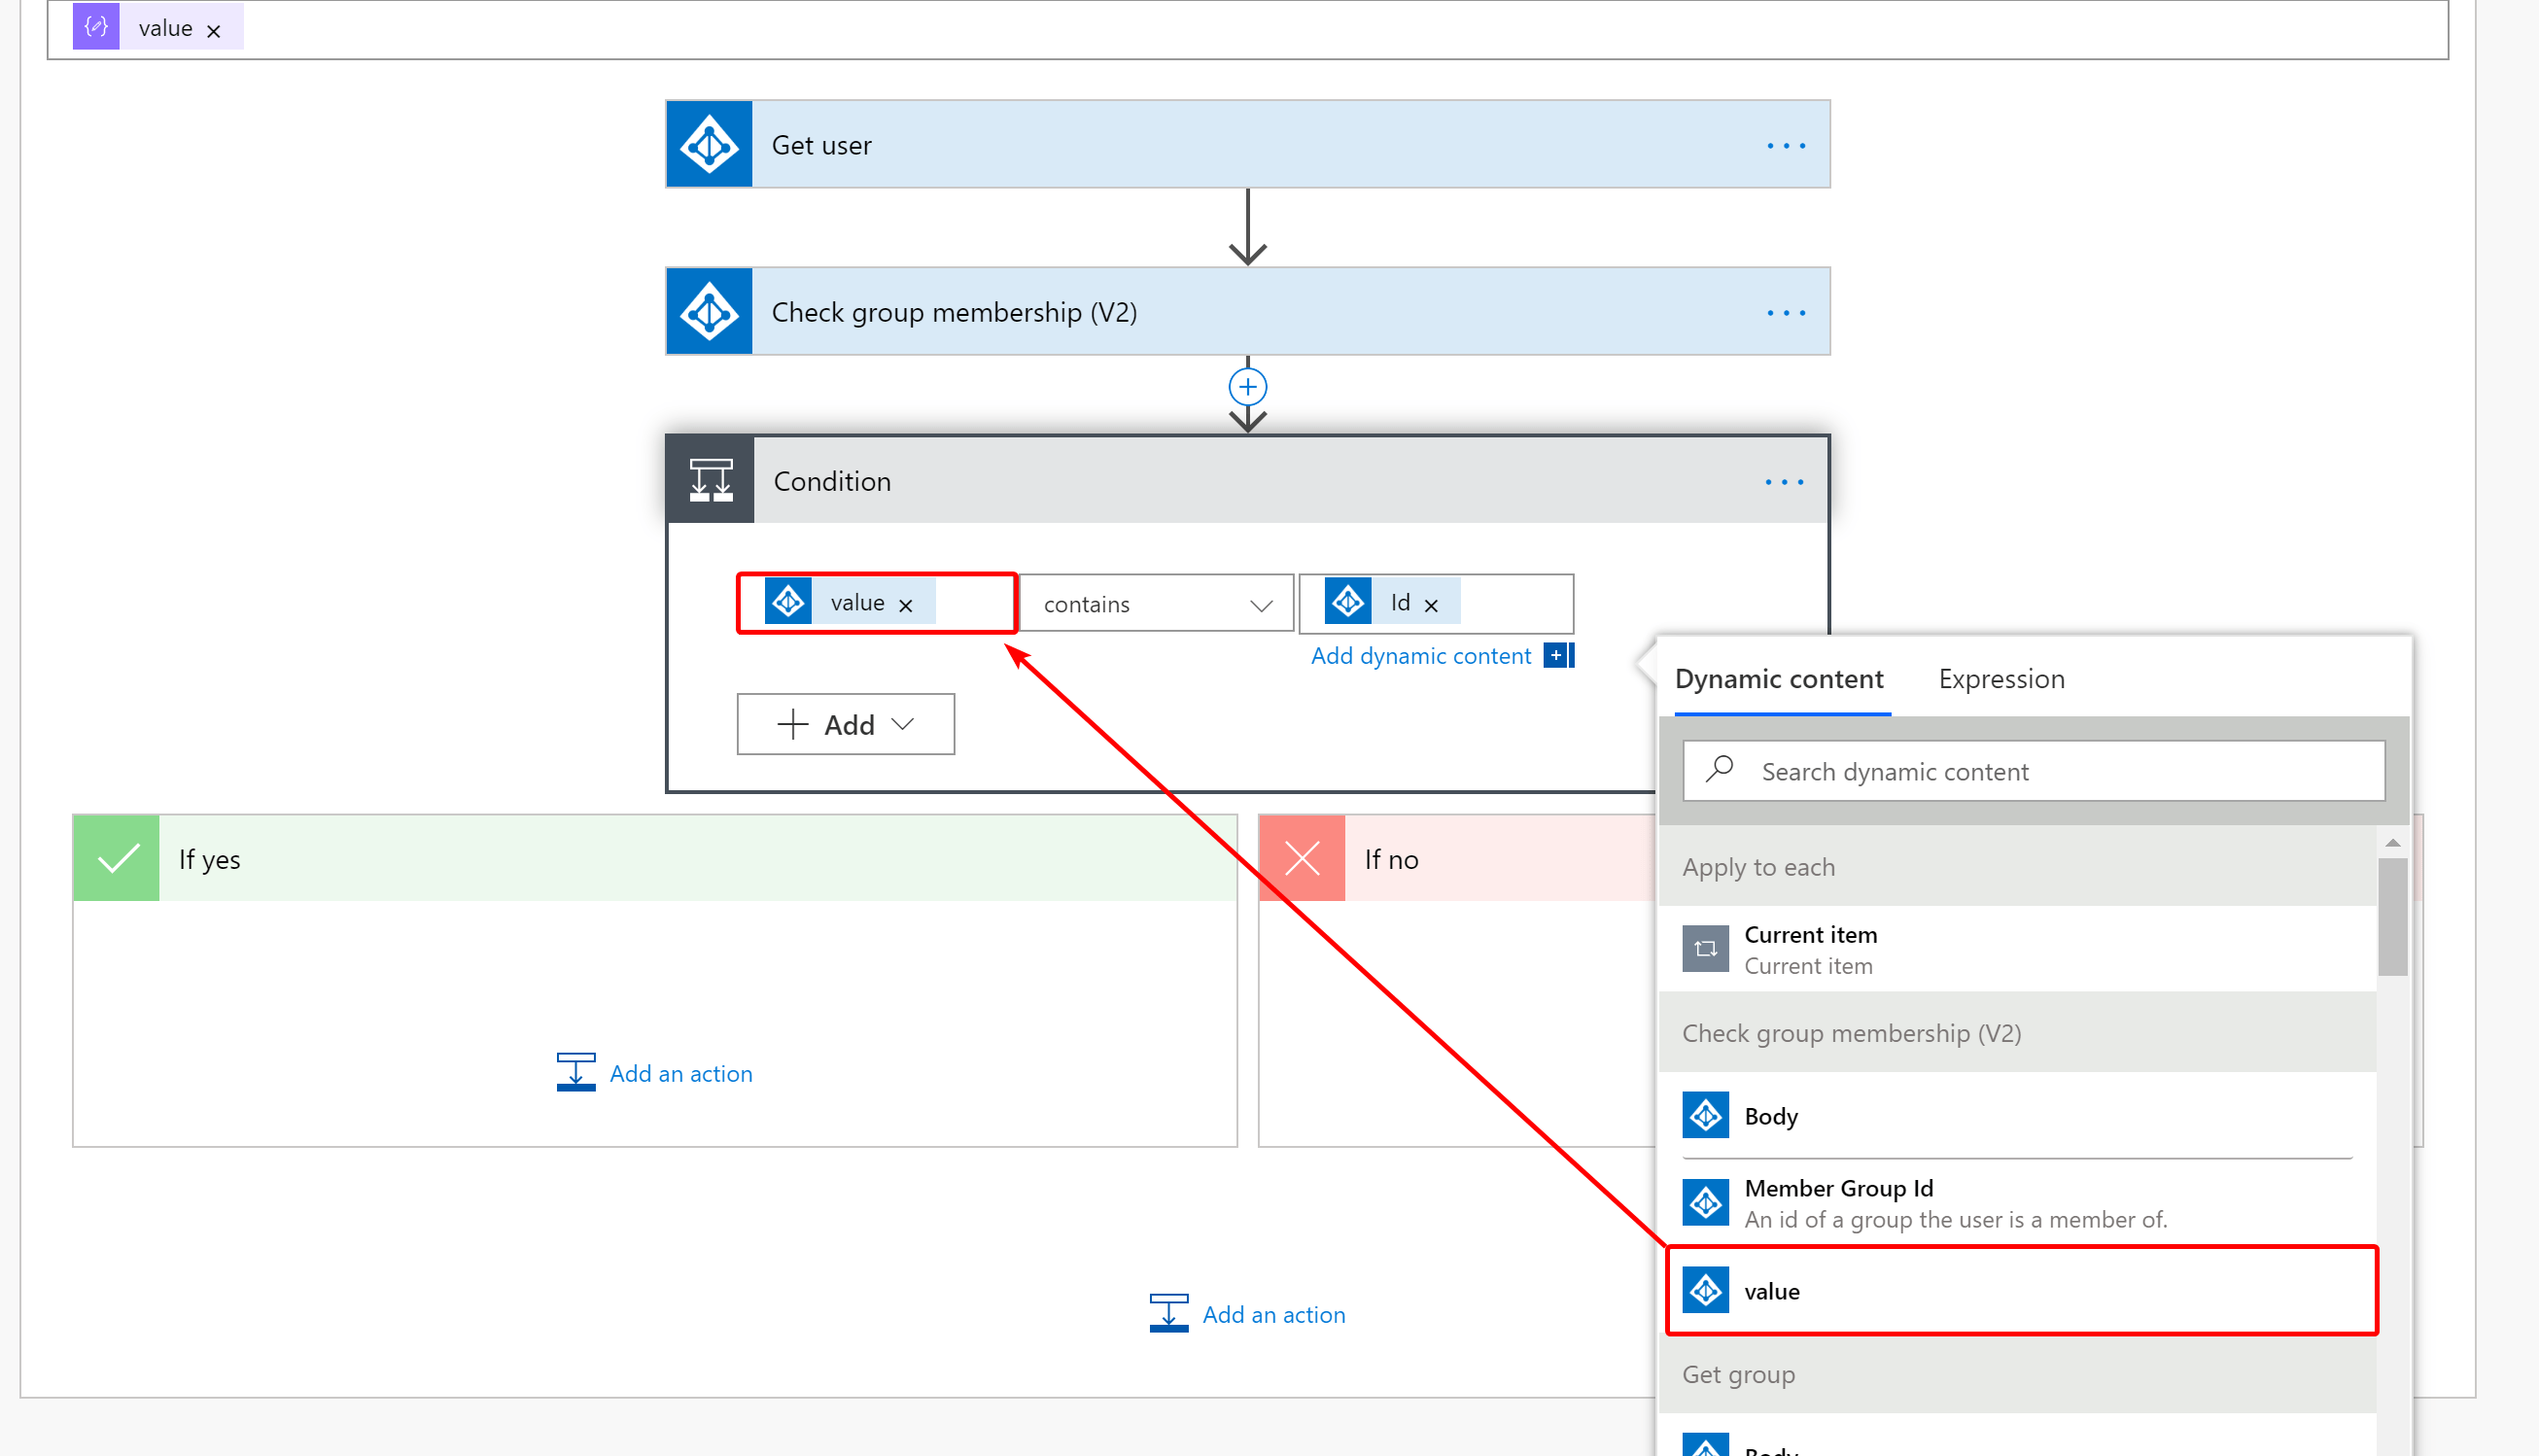 value ×
Get user
Check group membership (V2)
Condition
value ×
contains
Id ×
Add dynamic content
Add
Dynamic content
Expression
Search dynamic content
Apply to each
Current item
Current item
Check group membership (V2)
Body
Member Group Id
An id of a group the user is a member of.
value
Get group
Body
If yes
If no
Add an action
Add an action